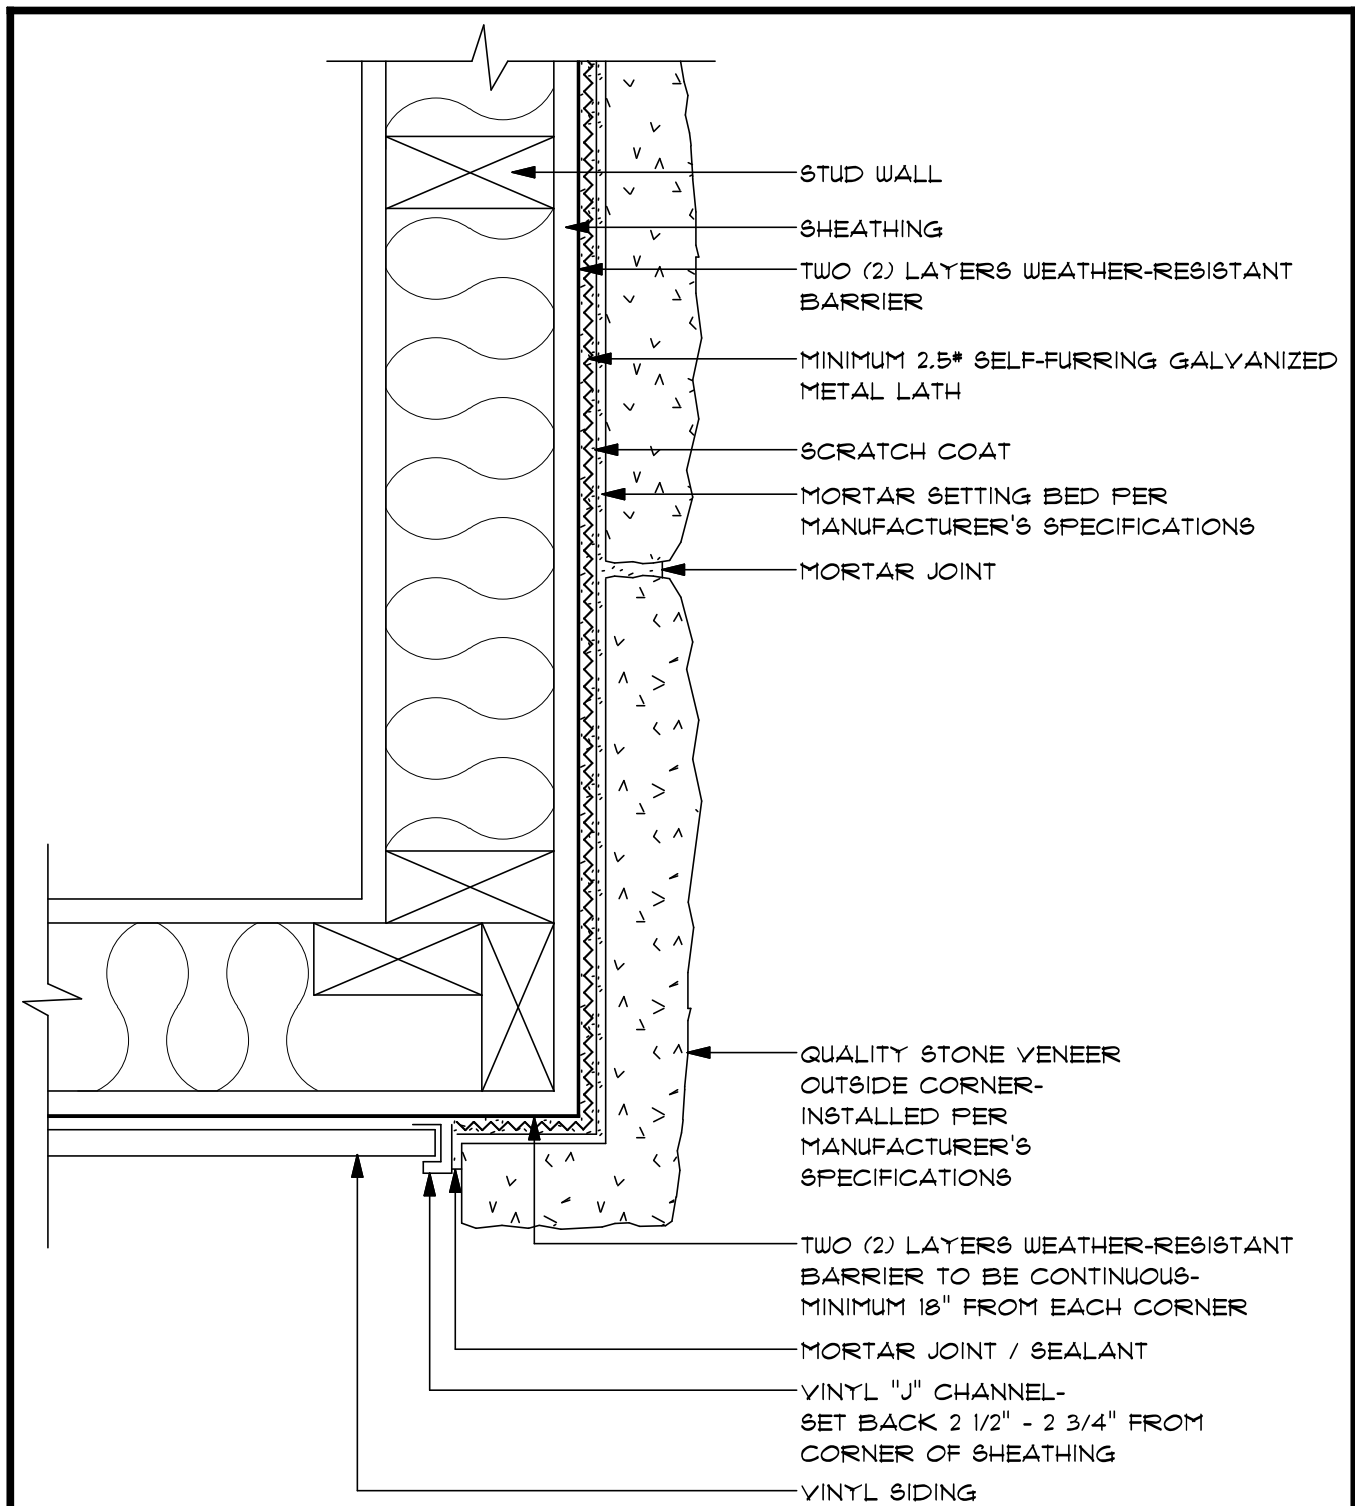 STUD WALL
SHEATHING
TWO (2) LAYERS WEATHER-RESISTANT
BARRIER
MINIMUM 2.5# SELF-FURRING GALVANIZED
METAL LATH
SCRATCH COAT
MORTAR SETTING BED PER
MANUFACTURER'S SPECIFICATIONS
MORTAR JOINT
QUALITY STONE VENEER
OUTSIDE CORNER-
INSTALLED PER
MANUFACTURER'S
SPECIFICATIONS
TWO (2) LAYERS WEATHER-RESISTANT
BARRIER TO BE CONTINUOUS-
MINIMUM 18" FROM EACH CORNER
MORTAR JOINT / SEALANT
VINYL "J" CHANNEL-
SET BACK 2 1/2" - 2 3/4" FROM
CORNER OF SHEATHING
VINYL SIDING